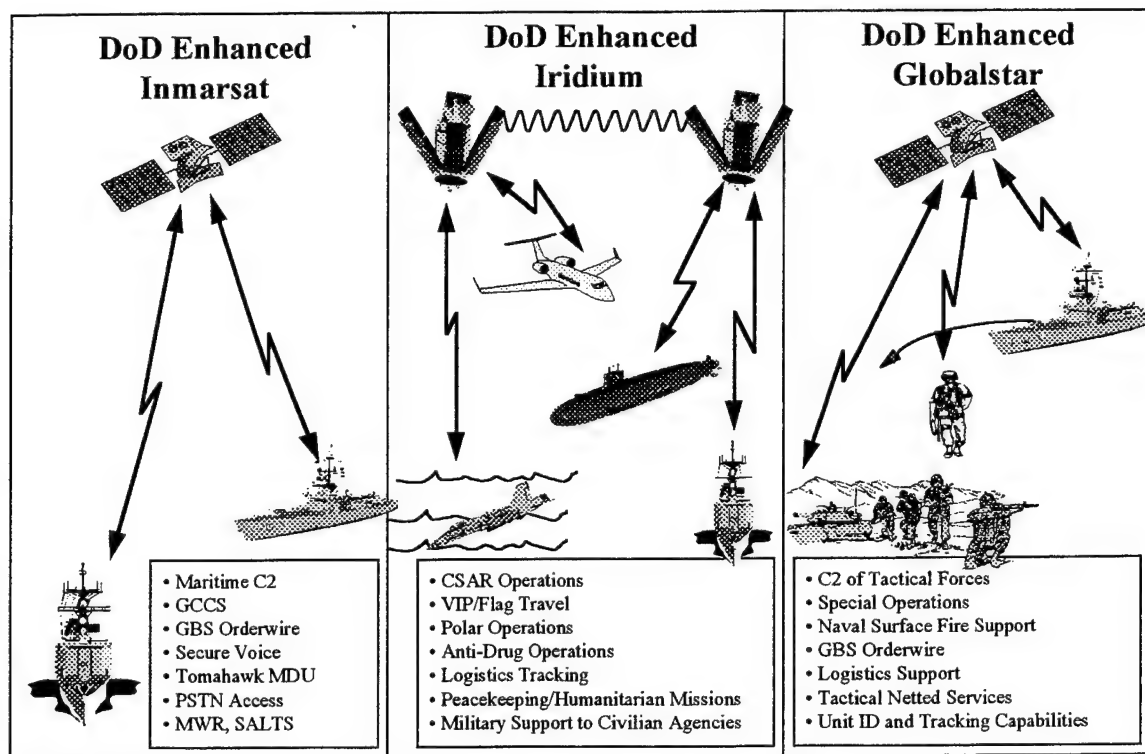 DoD Enhanced
Inmarsat
• Maritime C2
• GCCS
• GBS Orderwire
• Secure Voice
• Tomahawk MDU
• PSTN Access
• MWR, SALTS
DoD Enhanced
Iridium
• CSAR Operations
• VIP/Flag Travel
• Polar Operations
• Anti-Drug Operations
• Logistics Tracking
• Peacekeeping/Humanitarian Missions
• Military Support to Civilian Agencies
DoD Enhanced
Globalstar
• C2 of Tactical Forces
• Special Operations
• Naval Surface Fire Support
• GBS Orderwire
• Logistics Support
• Tactical Netted Services
• Unit ID and Tracking Capabilities